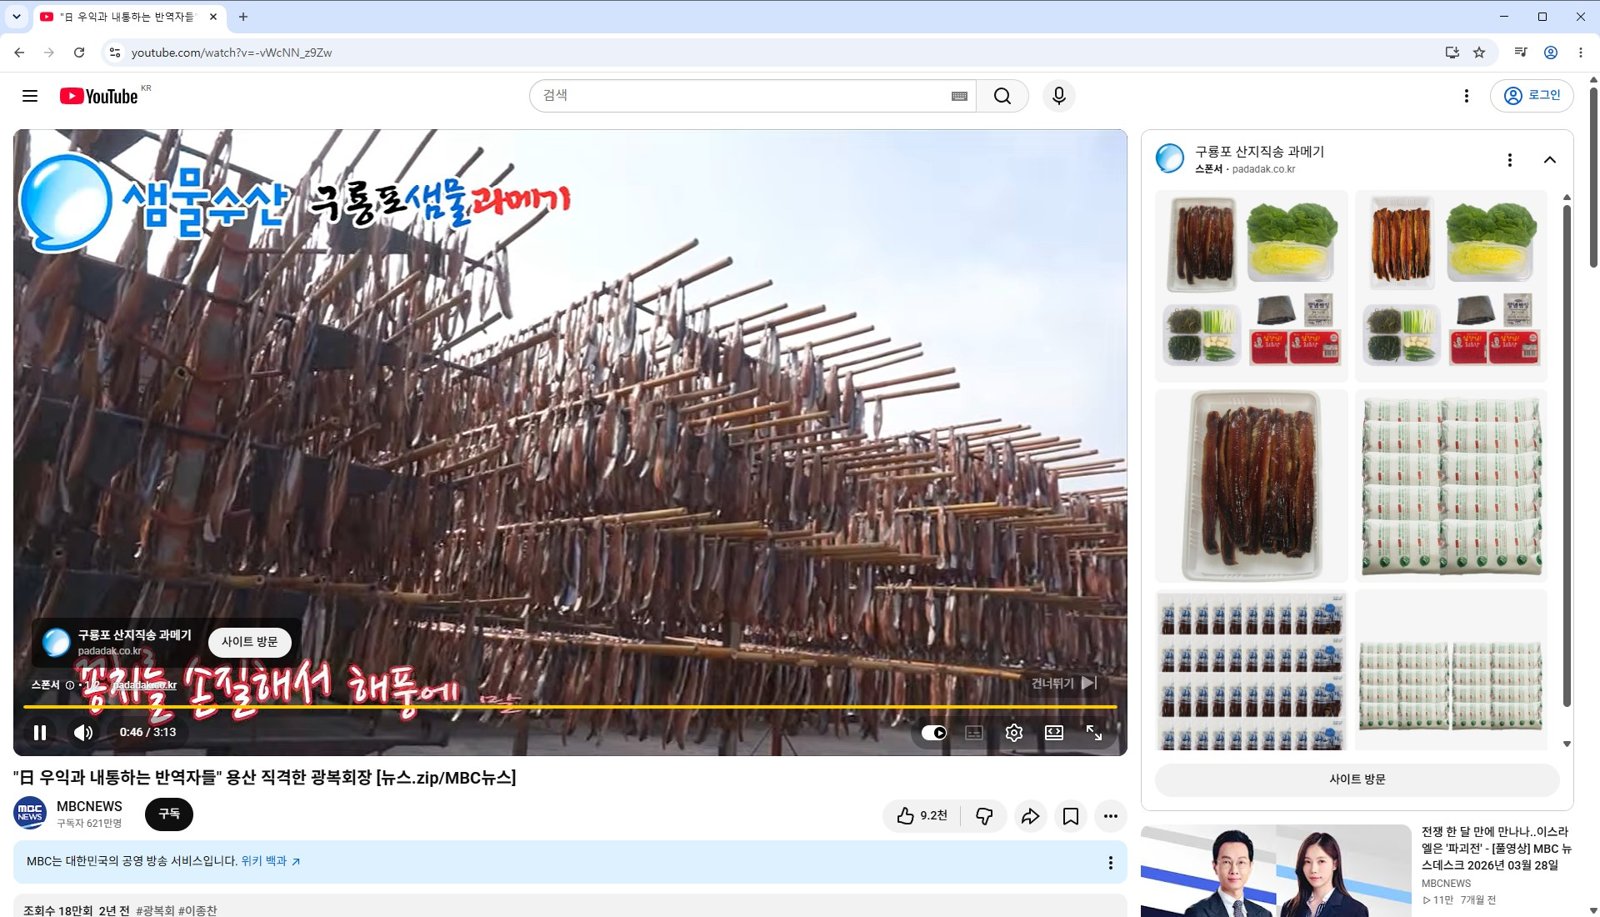 "日 우익과 내통하는 반역자들"
youtube.com/watch?v=-vWcNN_z9Zw
YouTube KR
검색
로그인
샘물수산 구룡포샘물과메기
구룡포 산지직송 과메기
padadak.co.kr
사이트 방문
스폰서 · 1/2 padadak.co.kr
꽁치를 손질해서 해풍에 말
건너뛰기
0:46 / 3:13
"日 우익과 내통하는 반역자들" 용산 직격한 광복회장 [뉴스.zip/MBC뉴스]
MBC NEWS
MBCNEWS
구독자 621만명
구독
9.2천
MBC는 대한민국의 공영 방송 서비스입니다. 위키 백과
조회수 18만회 2년 전 #광복회 #이종찬
구룡포 산지직송 과메기
스폰서 · padadak.co.kr
사이트 방문
전쟁 한 달 만에 만나나..이스라
엘은 '파괴전' - [풀영상] MBC 뉴
스데스크 2026년 03월 28일
MBCNEWS
11만 7개월 전